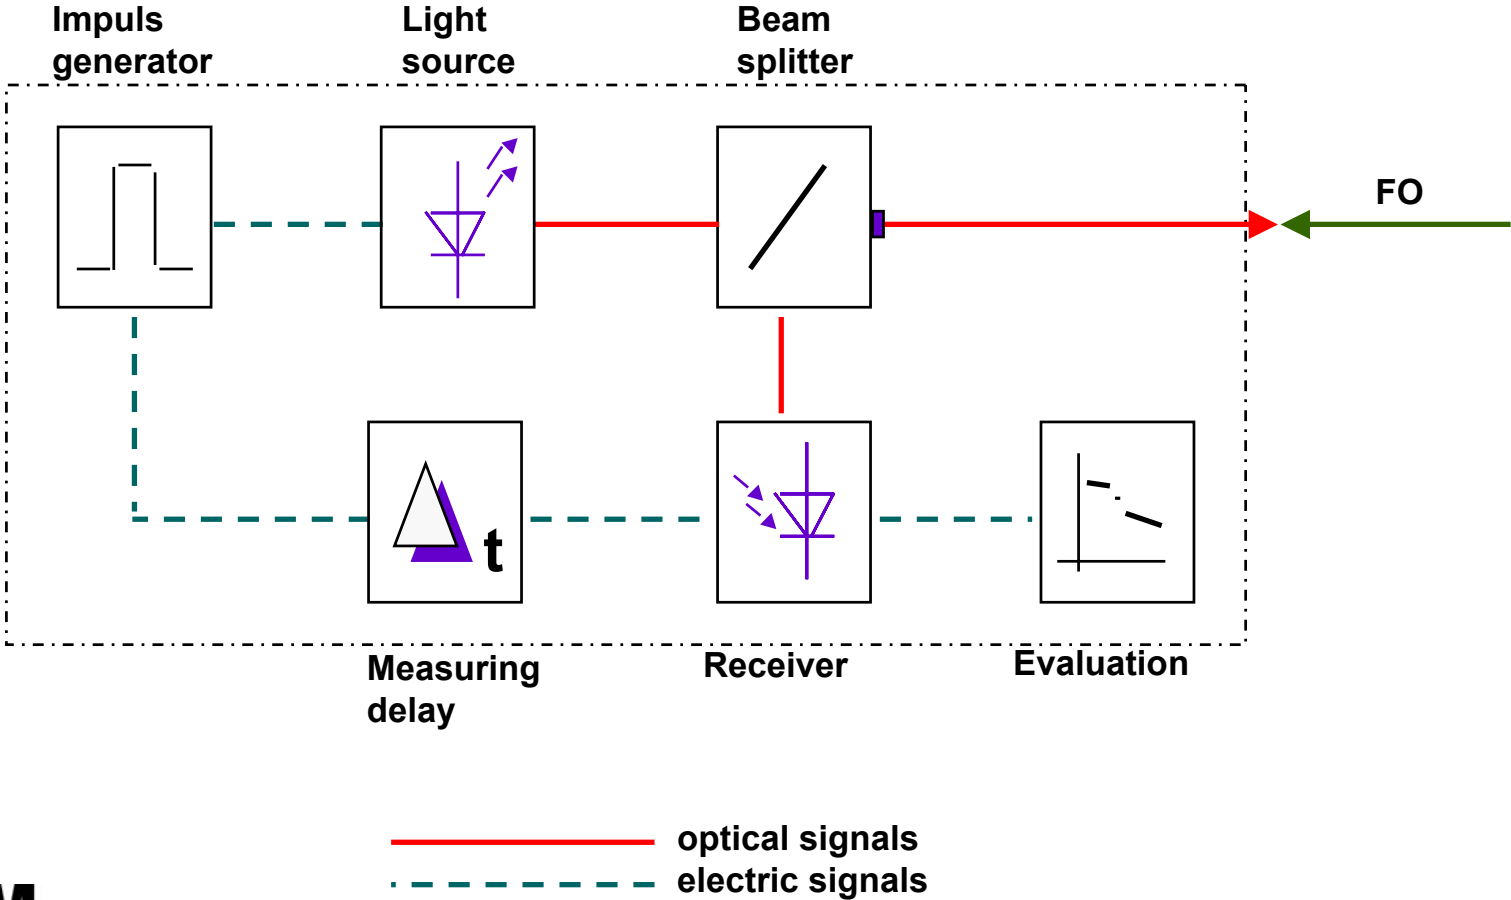 Impuls
generator
Light
source
Beam
splitter
FO
t
Measuring
delay
Receiver
Evaluation
optical signals
electric signals